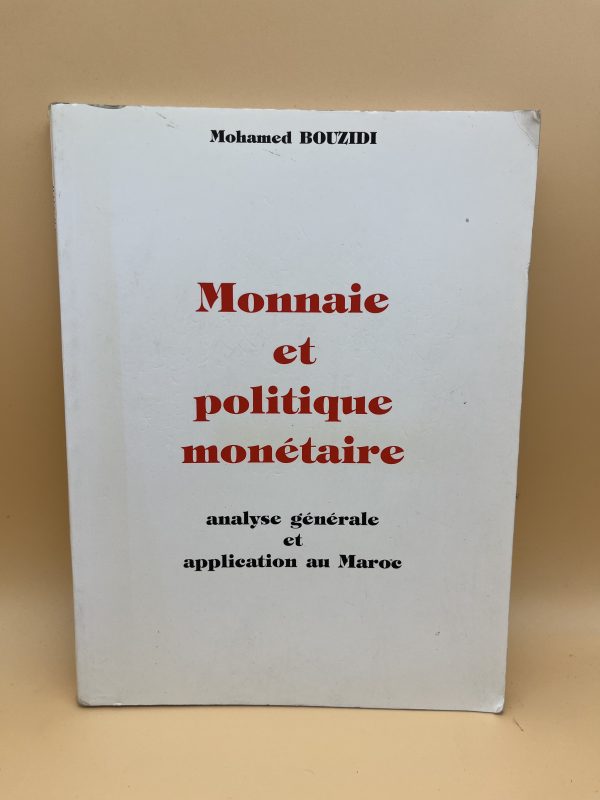 Mohamed BOUZIDI
Monnaie
et
politique
monétaire
analyse générale
et
application au Maroc